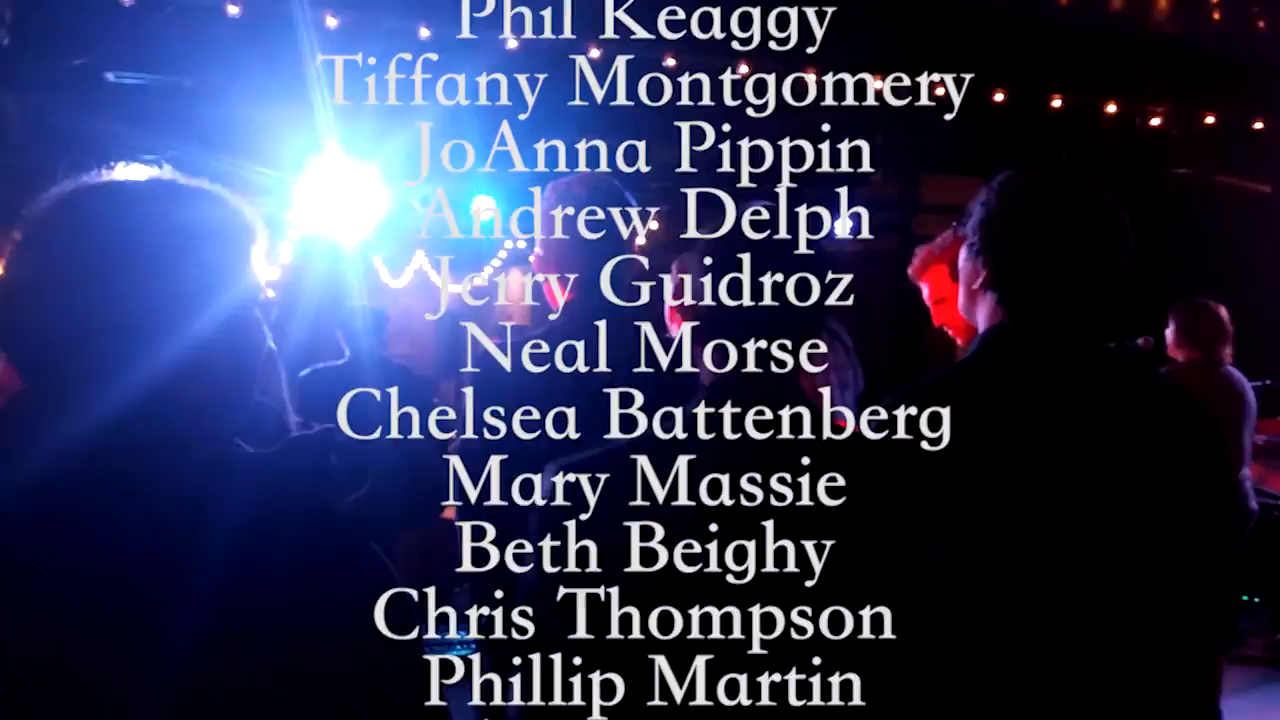 Phil Keaggy
Tiffany Montgomery
JoAnna Pippin
Andrew Delph
Jerry Guidroz
Neal Morse
Chelsea Battenberg
Mary Massie
Beth Beighy
Chris Thompson
Phillip Martin